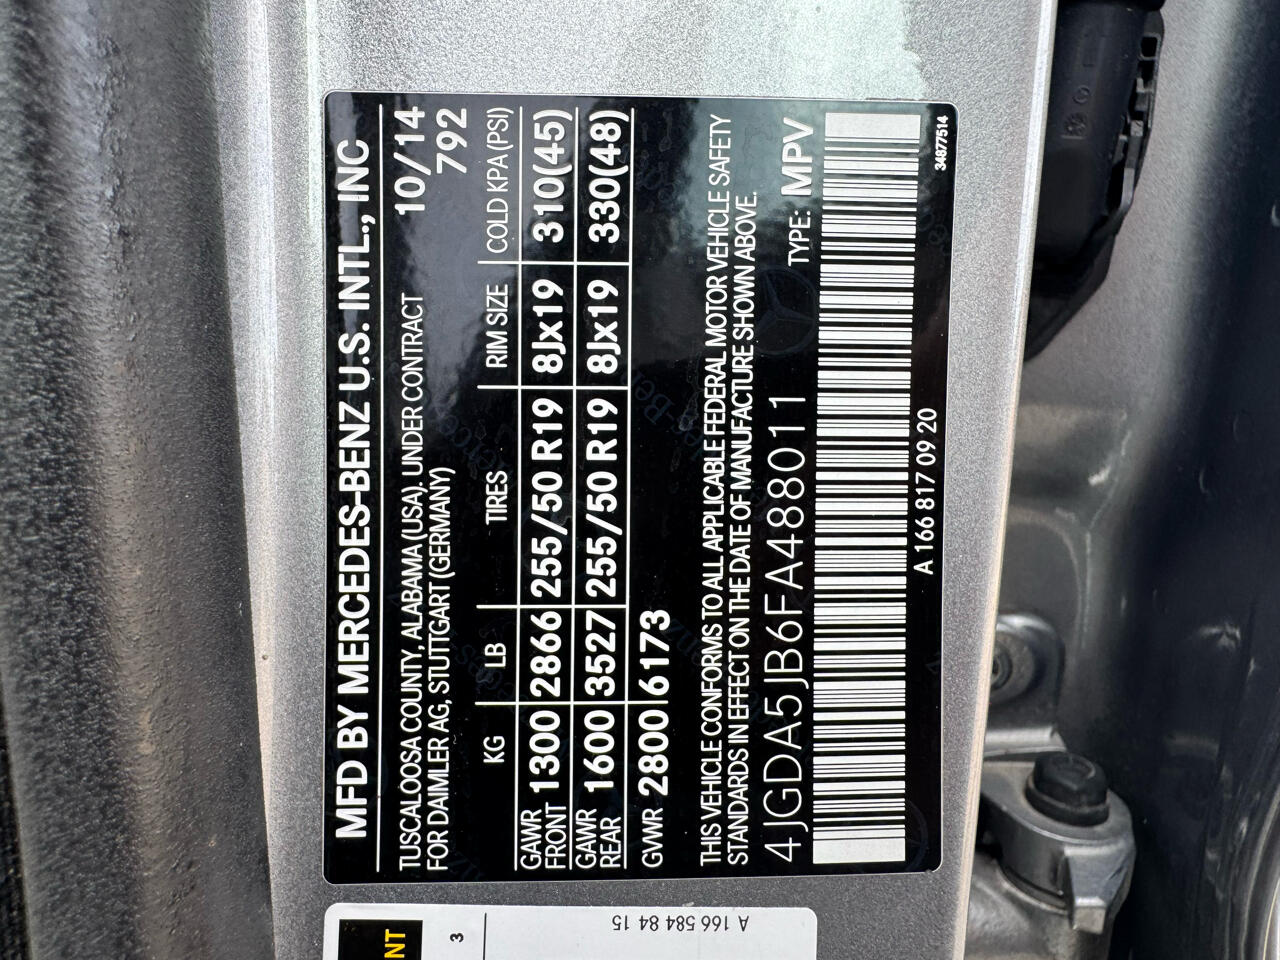 MFD BY MERCEDES-BENZ U.S. INTL., INC
TUSCALOOSA COUNTY, ALABAMA (USA), UNDER CONTRACT 10/14
FOR DAIMLER AG, STUTTGART (GERMANY) 792
KG LB TIRES RIM SIZE COLD KPA (PSI)
GAWR FRONT 1300 2866 255/50 R19 8Jx19 310(45)
GAWR REAR 1600 3527 255/50 R19 8Jx19 330(48)
GVWR 2800 6173
THIS VEHICLE CONFORMS TO ALL APPLICABLE FEDERAL MOTOR VEHICLE SAFETY
STANDARDS IN EFFECT ON THE DATE OF MANUFACTURE SHOWN ABOVE.
4JGDA5JB6FA488011 TYPE: MPV
A 166 817 09 20 34877514
NT
3
A 166 584 84 15